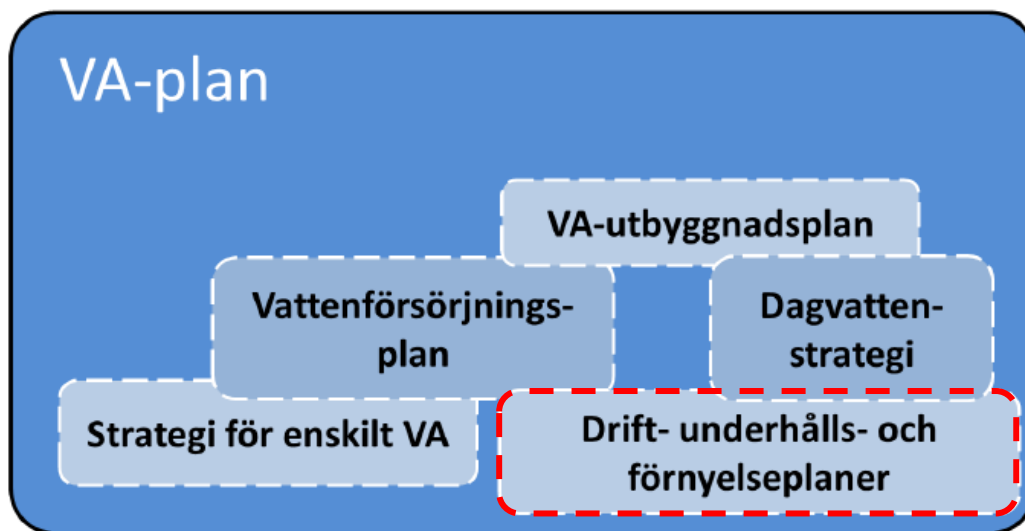 VA-plan
VA-utbyggnadsplan
Vattenförsörjnings-
plan
Dagvatten-
strategi
Strategi för enskilt VA
Drift- underhålls- och
förnyelseplaner